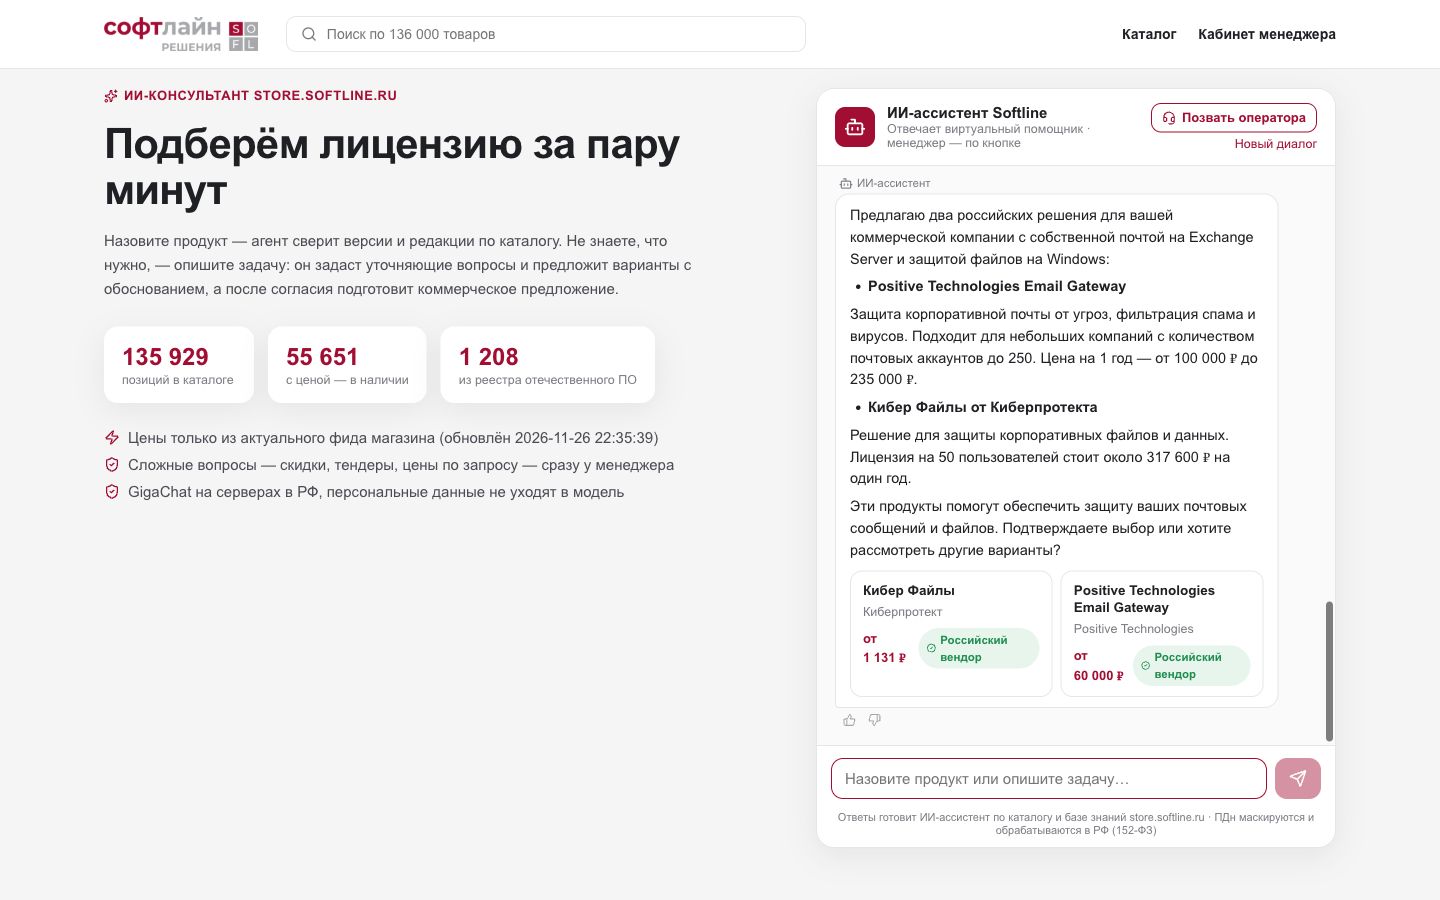 софтлайн
РЕШЕНИЯ
S O
F L
Поиск по 136 000 товаров
Каталог
Кабинет менеджера
ИИ-КОНСУЛЬТАНТ STORE.SOFTLINE.RU
Подберём лицензию за пару
минут
Назовите продукт — агент сверит версии и редакции по каталогу. Не знаете, что
нужно, — опишите задачу: он задаст уточняющие вопросы и предложит варианты с
обоснованием, а после согласия подготовит коммерческое предложение.
135 929
позиций в каталоге
55 651
с ценой — в наличии
1 208
из реестра отечественного ПО
Цены только из актуального фида магазина (обновлён 2026-11-26 22:35:39)
Сложные вопросы — скидки, тендеры, цены по запросу — сразу у менеджера
GigaChat на серверах в РФ, персональные данные не уходят в модель
ИИ-ассистент Softline
Отвечает виртуальный помощник ·
менеджер — по кнопке
Позвать оператора
Новый диалог
ИИ-ассистент
Предлагаю два российских решения для вашей
коммерческой компании с собственной почтой на Exchange
Server и защитой файлов на Windows:
• Positive Technologies Email Gateway
Защита корпоративной почты от угроз, фильтрация спама и
вирусов. Подходит для небольших компаний с количеством
почтовых аккаунтов до 250. Цена на 1 год — от 100 000 ₽ до
235 000 ₽.
• Кибер Файлы от Киберпротекта
Решение для защиты корпоративных файлов и данных.
Лицензия на 50 пользователей стоит около 317 600 ₽ на
один год.
Эти продукты помогут обеспечить защиту ваших почтовых
сообщений и файлов. Подтверждаете выбор или хотите
рассмотреть другие варианты?
Кибер Файлы
Киберпротект
от
1 131 ₽
Российский
вендор
Positive Technologies
Email Gateway
Positive Technologies
от
60 000 ₽
Российский
вендор
Назовите продукт или опишите задачу…
Ответы готовит ИИ-ассистент по каталогу и базе знаний store.softline.ru · ПДн маскируются и
обрабатываются в РФ (152-ФЗ)